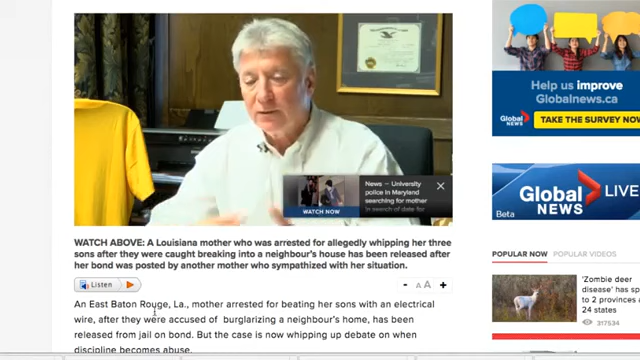 Help us improve
Globalnews.ca
Global
NEWS
TAKE THE SURVEY NOW
News – University
police in Maryland
searching for mother
WATCH NOW
Global
NEWS
LIVE
Beta
WATCH ABOVE: A Louisiana mother who was arrested for allegedly whipping her three
sons after they were caught breaking into a neighbour's house has been released after
her bond was posted by another mother who sympathized with her situation.
Listen
- A A +
An East Baton Rouge, La., mother arrested for beating her sons with an electrical
wire, after they were accused of burglarizing a neighbour's home, has been
released from jail on bond. But the case is now whipping up debate on when
discipline becomes abuse.
POPULAR NOW POPULAR VIDEOS
'Zombie deer
disease' has sp
to 2 provinces a
24 states
317534